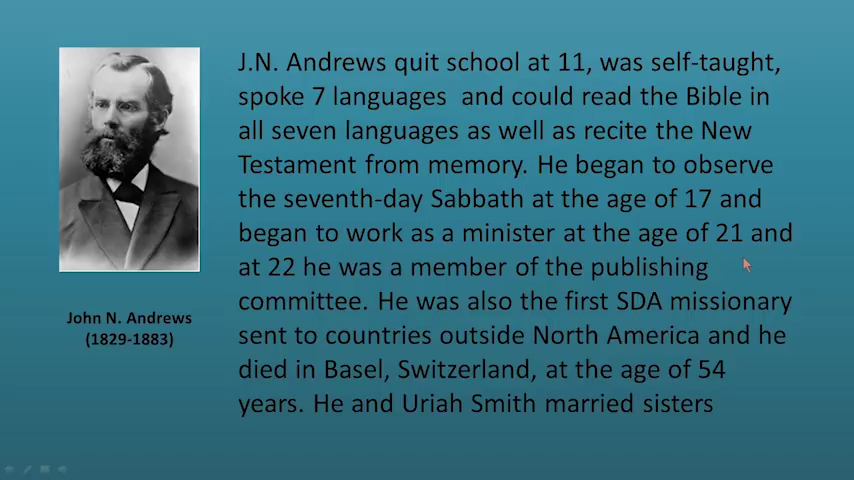 J.N. Andrews quit school at 11, was self-taught,
spoke 7 languages  and could read the Bible in
all seven languages as well as recite the New
Testament from memory. He began to observe
the seventh-day Sabbath at the age of 17 and
began to work as a minister at the age of 21 and
at 22 he was a member of the publishing
committee. He was also the first SDA missionary
sent to countries outside North America and he
died in Basel, Switzerland, at the age of 54
years. He and Uriah Smith married sisters
John N. Andrews
(1829-1883)